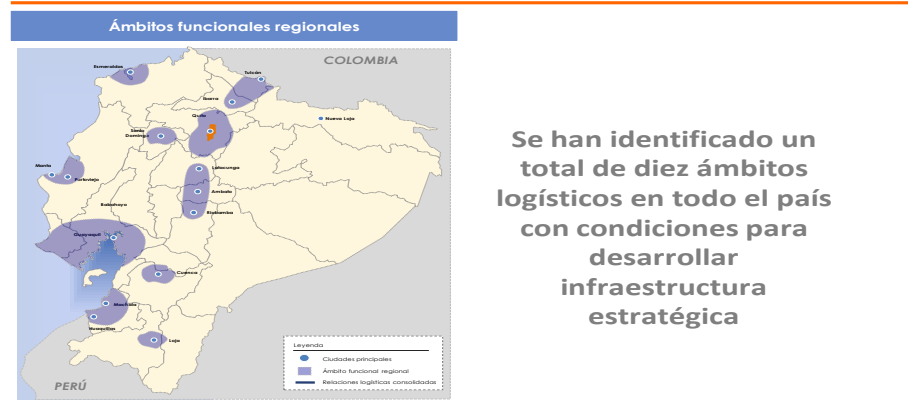 Ámbitos funcionales regionales
COLOMBIA
Esmeraldas
Tulcán
Ibarra
Quito
Nueva Loja
Santo
Domingo
Latacunga
Manta
Portoviejo
Ambato
Babahoyo
Riobamba
Guayaquil
Cuenca
Machala
Huaquillas
Loja
PERÚ
Leyenda
Ciudades principales
Ámbito funcional regional
Relaciones logísticas consolidadas
Se han identificado un
total de diez ámbitos
logísticos en todo el país
con condiciones para
desarrollar
infraestructura
estratégica